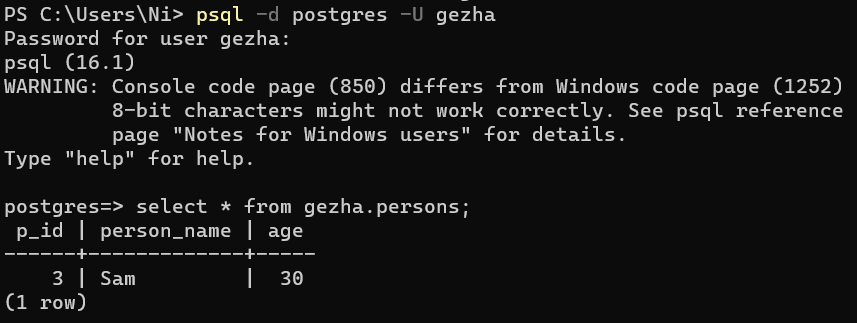 PS C:\Users\Ni> psql -d postgres -U gezha
Password for user gezha:
psql (16.1)
WARNING: Console code page (850) differs from Windows code page (1252)
         8-bit characters might not work correctly. See psql reference
         page "Notes for Windows users" for details.
Type "help" for help.

postgres=> select * from gezha.persons;
 p_id | person_name | age
------+-------------+-----
    3 | Sam         |  30
(1 row)